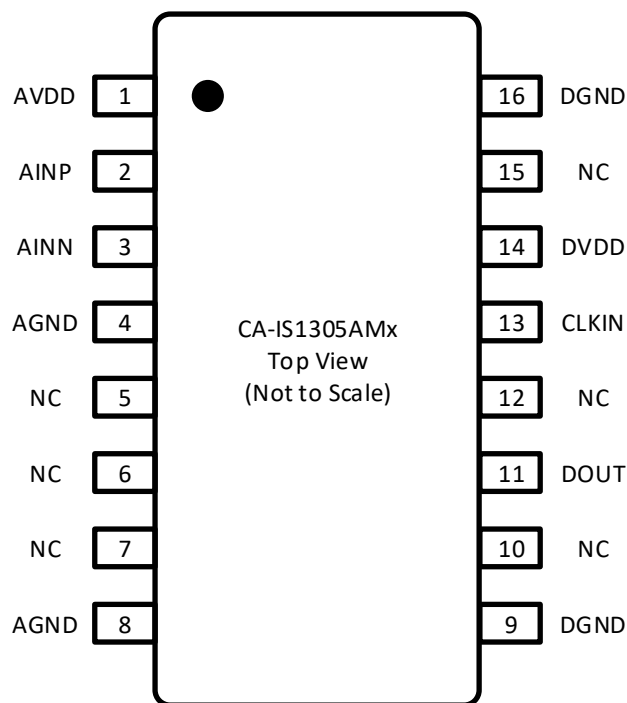 AVDD 1 16 DGND
AINP 2 15 NC
AINN 3 14 DVDD
AGND 4 13 CLKIN
CA-IS1305AMx
Top View
(Not to Scale)
NC 5 12 NC
NC 6 11 DOUT
NC 7 10 NC
AGND 8 9 DGND